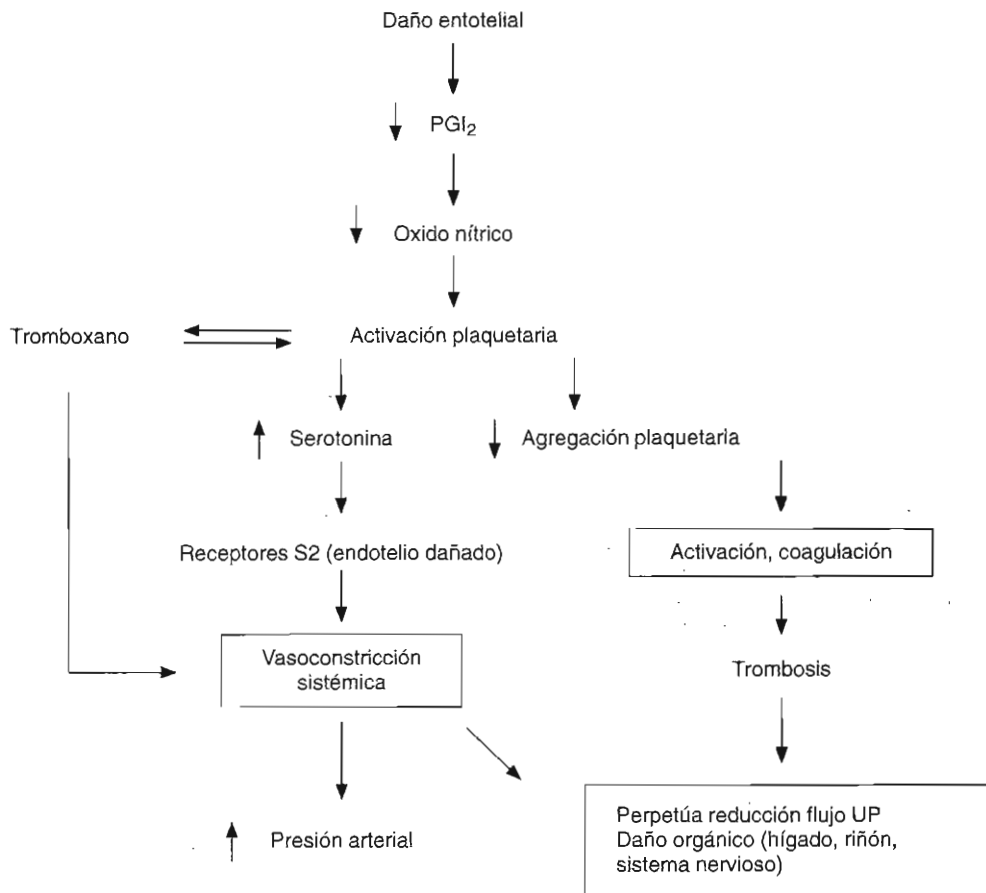 Daño entotelial
PGI₂
Oxido nítrico
Tromboxano
Activación plaquetaria
Serotonina
Agregación plaquetaria
Receptores S2 (endotelio dañado)
Activación, coagulación
Vasoconstricción
sistémica
Trombosis
Presión arterial
Perpetúa reducción flujo UP
Daño orgánico (hígado, riñón,
sistema nervioso)